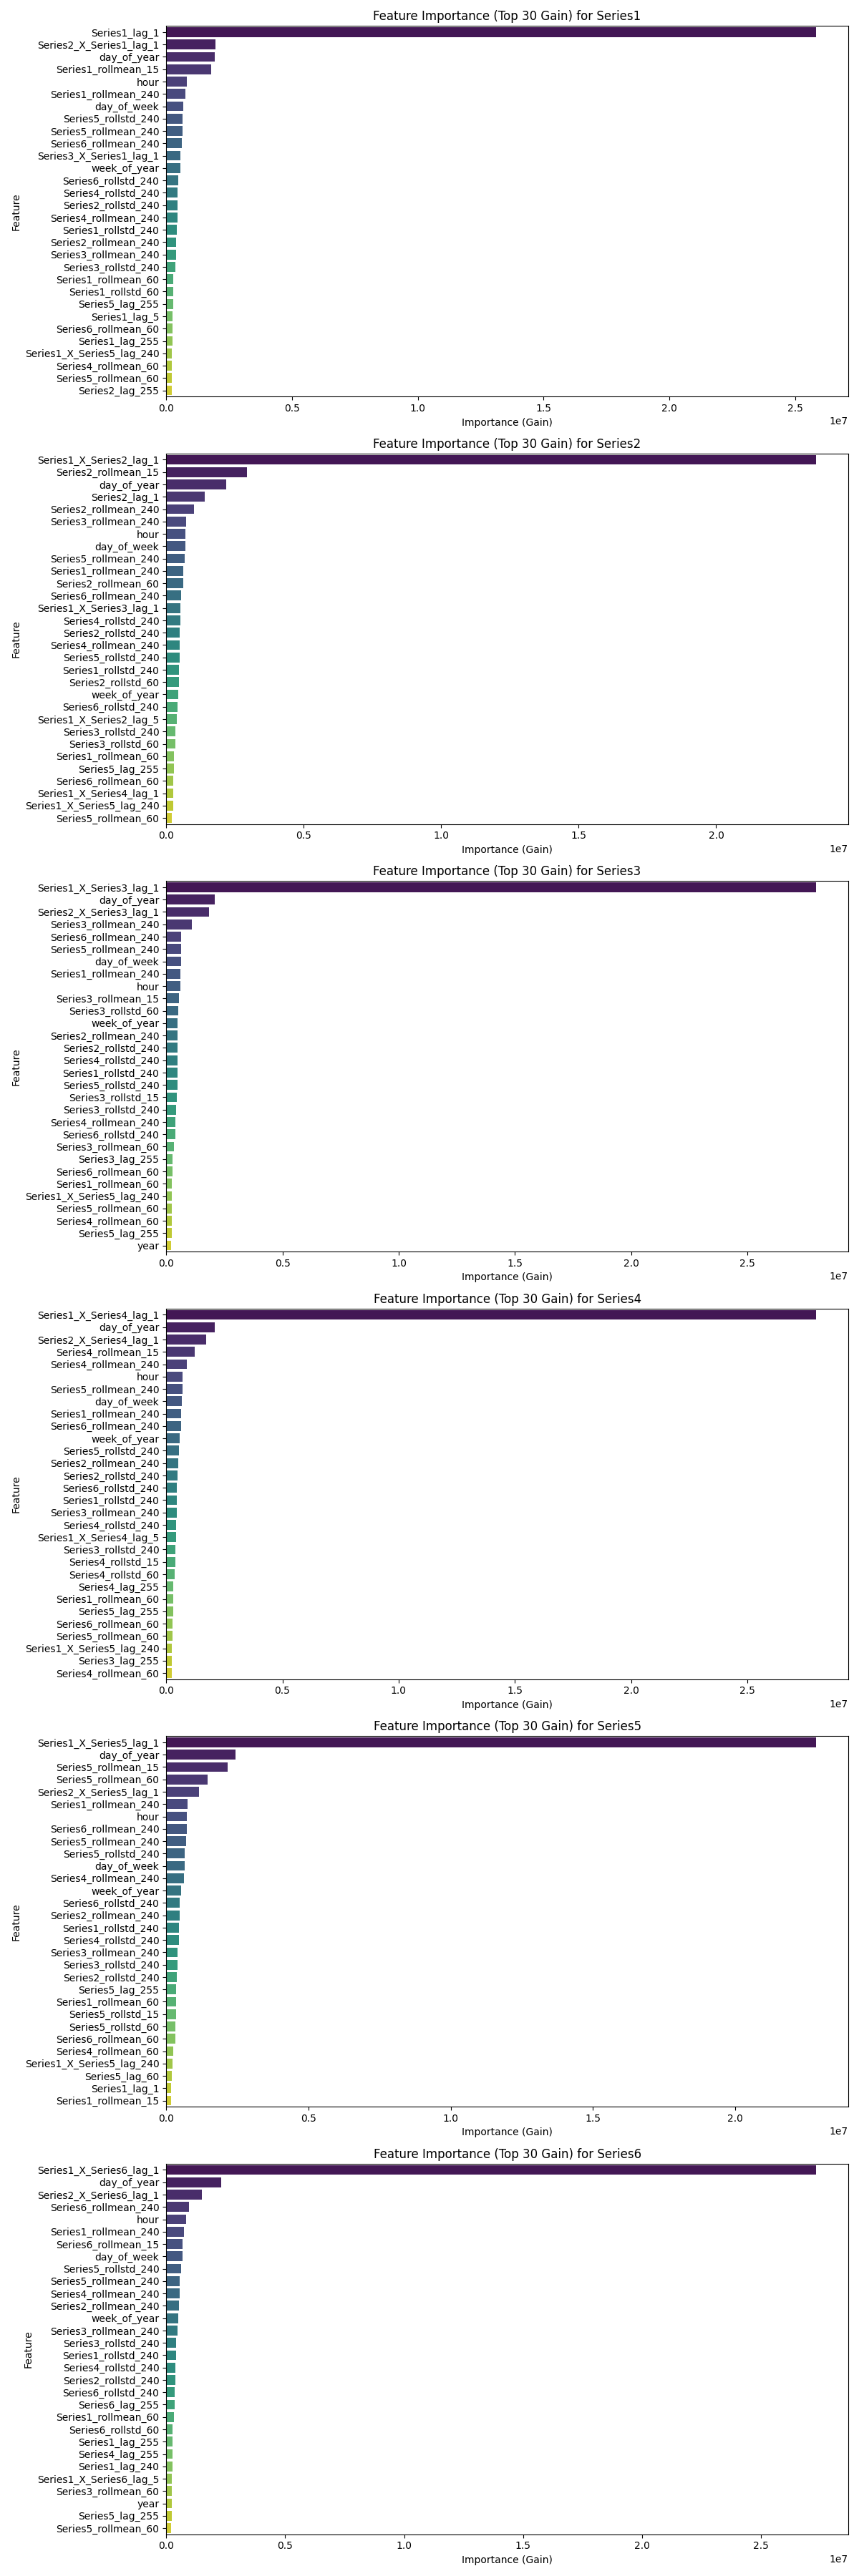 Feature Importance (Top 30 Gain) for Series1
Series1_lag_1
Series2_X_Series1_lag_1
day_of_year
Series1_rollmean_15
hour
Series1_rollmean_240
day_of_week
Series5_rollstd_240
Series5_rollmean_240
Series6_rollmean_240
Series3_X_Series1_lag_1
week_of_year
Series6_rollstd_240
Series4_rollstd_240
Series2_rollstd_240
Series4_rollmean_240
Series1_rollstd_240
Series2_rollmean_240
Series3_rollmean_240
Series3_rollstd_240
Series1_rollmean_60
Series1_rollstd_60
Series5_lag_255
Series1_lag_5
Series6_rollmean_60
Series1_lag_255
Series1_X_Series5_lag_240
Series4_rollmean_60
Series5_rollmean_60
Series2_lag_255
Feature
0.0 0.5 1.0 1.5 2.0 2.5
1e7
Importance (Gain)
Feature Importance (Top 30 Gain) for Series2
Series1_X_Series2_lag_1
Series2_rollmean_15
day_of_year
Series2_lag_1
Series2_rollmean_240
Series3_rollmean_240
hour
day_of_week
Series5_rollmean_240
Series1_rollmean_240
Series2_rollmean_60
Series6_rollmean_240
Series1_X_Series3_lag_1
Series4_rollstd_240
Series2_rollstd_240
Series4_rollmean_240
Series5_rollstd_240
Series1_rollstd_240
Series2_rollstd_60
week_of_year
Series6_rollstd_240
Series1_X_Series2_lag_5
Series3_rollstd_240
Series3_rollstd_60
Series1_rollmean_60
Series5_lag_255
Series6_rollmean_60
Series1_X_Series4_lag_1
Series1_X_Series5_lag_240
Series5_rollmean_60
Feature
0.0 0.5 1.0 1.5 2.0
1e7
Importance (Gain)
Feature Importance (Top 30 Gain) for Series3
Series1_X_Series3_lag_1
day_of_year
Series2_X_Series3_lag_1
Series3_rollmean_240
Series6_rollmean_240
Series5_rollmean_240
day_of_week
Series1_rollmean_240
hour
Series3_rollmean_15
Series3_rollstd_60
week_of_year
Series2_rollmean_240
Series2_rollstd_240
Series4_rollstd_240
Series1_rollstd_240
Series5_rollstd_240
Series3_rollstd_15
Series3_rollstd_240
Series4_rollmean_240
Series6_rollstd_240
Series3_rollmean_60
Series3_lag_255
Series6_rollmean_60
Series1_rollmean_60
Series1_X_Series5_lag_240
Series5_rollmean_60
Series4_rollmean_60
Series5_lag_255
year
Feature
0.0 0.5 1.0 1.5 2.0 2.5
1e7
Importance (Gain)
Feature Importance (Top 30 Gain) for Series4
Series1_X_Series4_lag_1
day_of_year
Series2_X_Series4_lag_1
Series4_rollmean_15
Series4_rollmean_240
hour
Series5_rollmean_240
day_of_week
Series1_rollmean_240
Series6_rollmean_240
week_of_year
Series5_rollstd_240
Series2_rollmean_240
Series2_rollstd_240
Series6_rollstd_240
Series1_rollstd_240
Series3_rollmean_240
Series4_rollstd_240
Series1_X_Series4_lag_5
Series3_rollstd_240
Series4_rollstd_15
Series4_rollstd_60
Series4_lag_255
Series1_rollmean_60
Series5_lag_255
Series6_rollmean_60
Series5_rollmean_60
Series1_X_Series5_lag_240
Series3_lag_255
Series4_rollmean_60
Feature
0.0 0.5 1.0 1.5 2.0 2.5
1e7
Importance (Gain)
Feature Importance (Top 30 Gain) for Series5
Series1_X_Series5_lag_1
day_of_year
Series5_rollmean_15
Series5_rollmean_60
Series2_X_Series5_lag_1
Series1_rollmean_240
hour
Series6_rollmean_240
Series5_rollmean_240
Series5_rollstd_240
day_of_week
Series4_rollmean_240
week_of_year
Series6_rollstd_240
Series2_rollmean_240
Series1_rollstd_240
Series4_rollstd_240
Series3_rollmean_240
Series3_rollstd_240
Series2_rollstd_240
Series5_lag_255
Series1_rollmean_60
Series5_rollstd_15
Series5_rollstd_60
Series6_rollmean_60
Series4_rollmean_60
Series1_X_Series5_lag_240
Series5_lag_60
Series1_lag_1
Series1_rollmean_15
Feature
0.0 0.5 1.0 1.5 2.0
1e7
Importance (Gain)
Feature Importance (Top 30 Gain) for Series6
Series1_X_Series6_lag_1
day_of_year
Series2_X_Series6_lag_1
Series6_rollmean_240
hour
Series1_rollmean_240
Series6_rollmean_15
day_of_week
Series5_rollstd_240
Series5_rollmean_240
Series4_rollmean_240
Series2_rollmean_240
week_of_year
Series3_rollmean_240
Series3_rollstd_240
Series1_rollstd_240
Series4_rollstd_240
Series2_rollstd_240
Series6_rollstd_240
Series6_lag_255
Series1_rollmean_60
Series6_rollstd_60
Series1_lag_255
Series4_lag_255
Series1_lag_240
Series1_X_Series6_lag_5
Series3_rollmean_60
year
Series5_lag_255
Series5_rollmean_60
Feature
0.0 0.5 1.0 1.5 2.0 2.5
1e7
Importance (Gain)